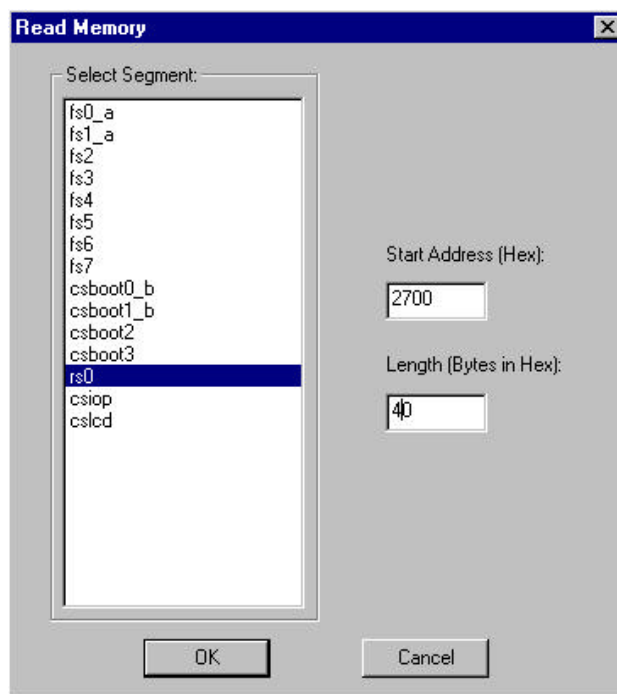 Read Memory
Select Segment:
fs0_a
fs1_a
fs2
fs3
fs4
fs5
fs6
fs7
csboot0_b
csboot1_b
csboot2
csboot3
rs0
csiop
cslcd
Start Address (Hex):
2700
Length (Bytes in Hex):
40
OK
Cancel